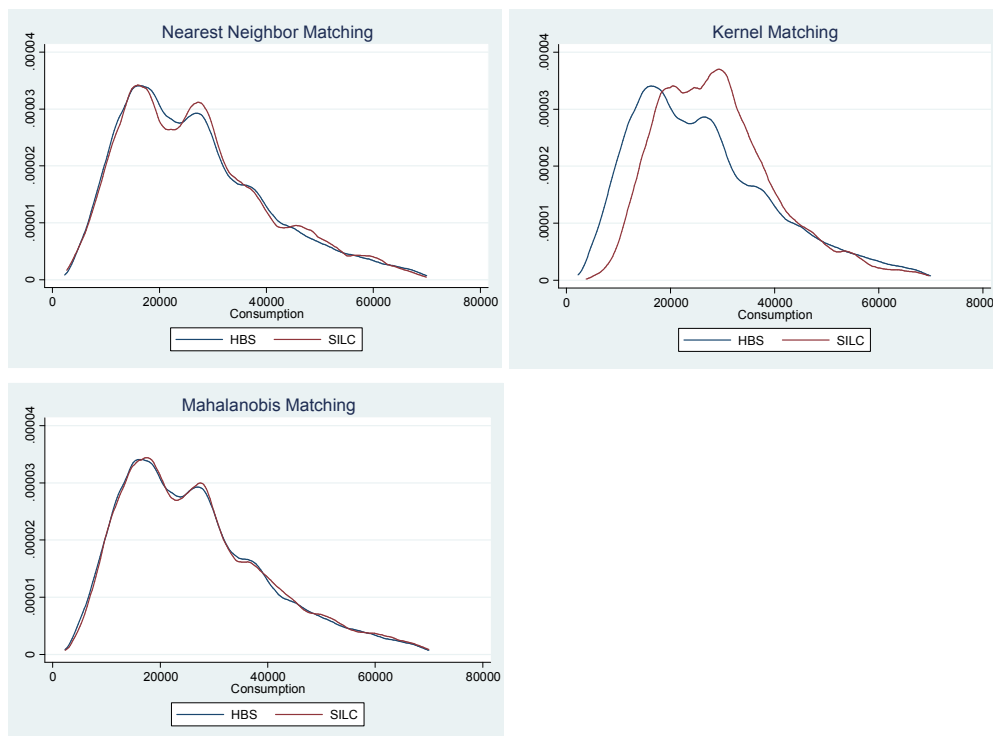 Nearest Neighbor Matching
.00004
.00003
.00002
.00001
0
0 20000 40000 60000 80000
Consumption
HBS SILC
Kernel Matching
.00004
.00003
.00002
.00001
0
0 20000 40000 60000 80000
Consumption
HBS SILC
Mahalanobis Matching
.00004
.00003
.00002
.00001
0
0 20000 40000 60000 80000
Consumption
HBS SILC